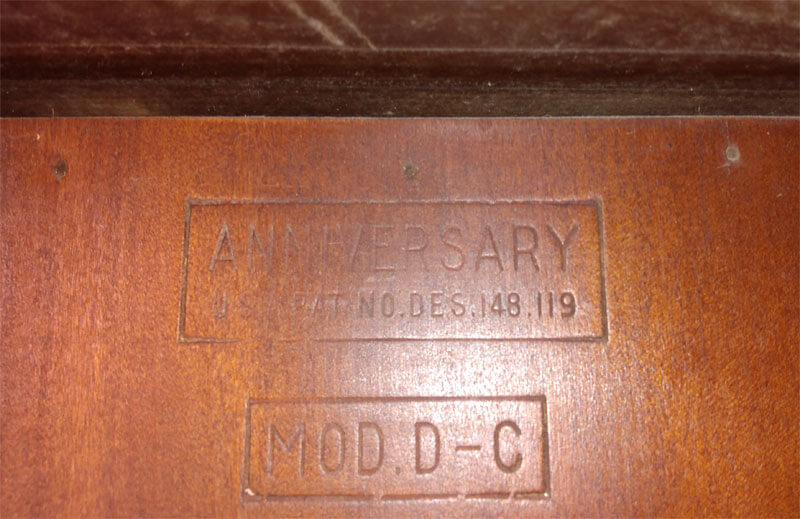 ANNIVERSARY
U.S. PAT. NO. DES. 148.119
MOD. D-C